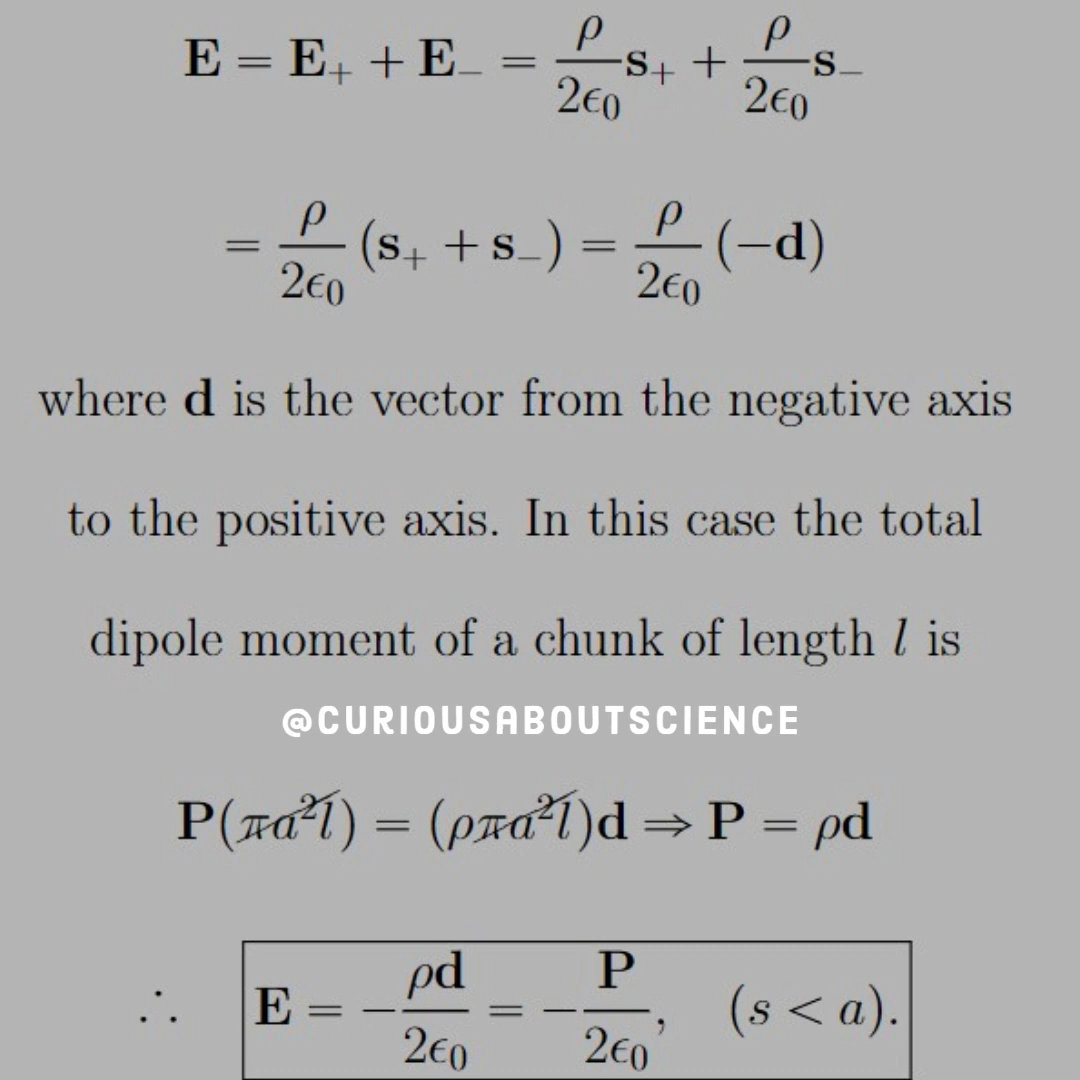 E = E₊ + E₋ = ρ/2ϵ₀ s₊ + ρ/2ϵ₀ s₋
= ρ/2ϵ₀ (s₊ + s₋) = ρ/2ϵ₀ (−d)
where d is the vector from the negative axis
to the positive axis. In this case the total
dipole moment of a chunk of length l is
@CURIOUSABOUTSCIENCE
P(πa²l) = (ρπa²l)d ⇒ P = ρd
∴ E = −ρd/2ϵ₀ = −P/2ϵ₀, (s < a).